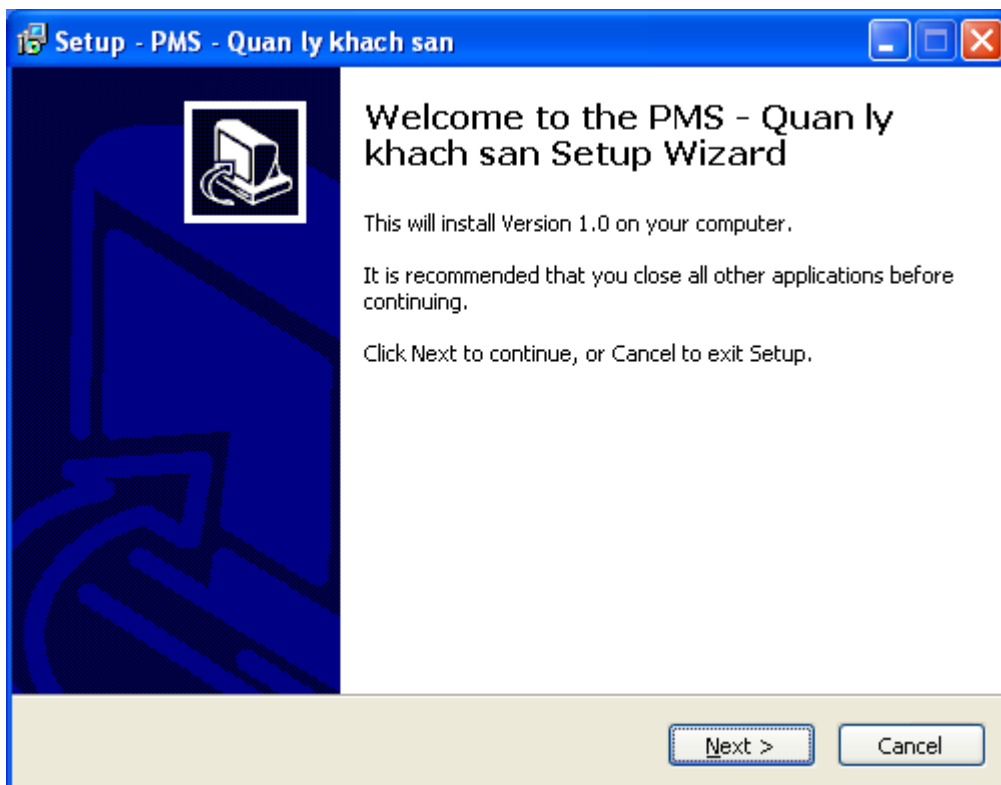 Setup - PMS - Quan ly khach san
Welcome to the PMS - Quan ly
khach san Setup Wizard
This will install Version 1.0 on your computer.
It is recommended that you close all other applications before
continuing.
Click Next to continue, or Cancel to exit Setup.
Next > Cancel